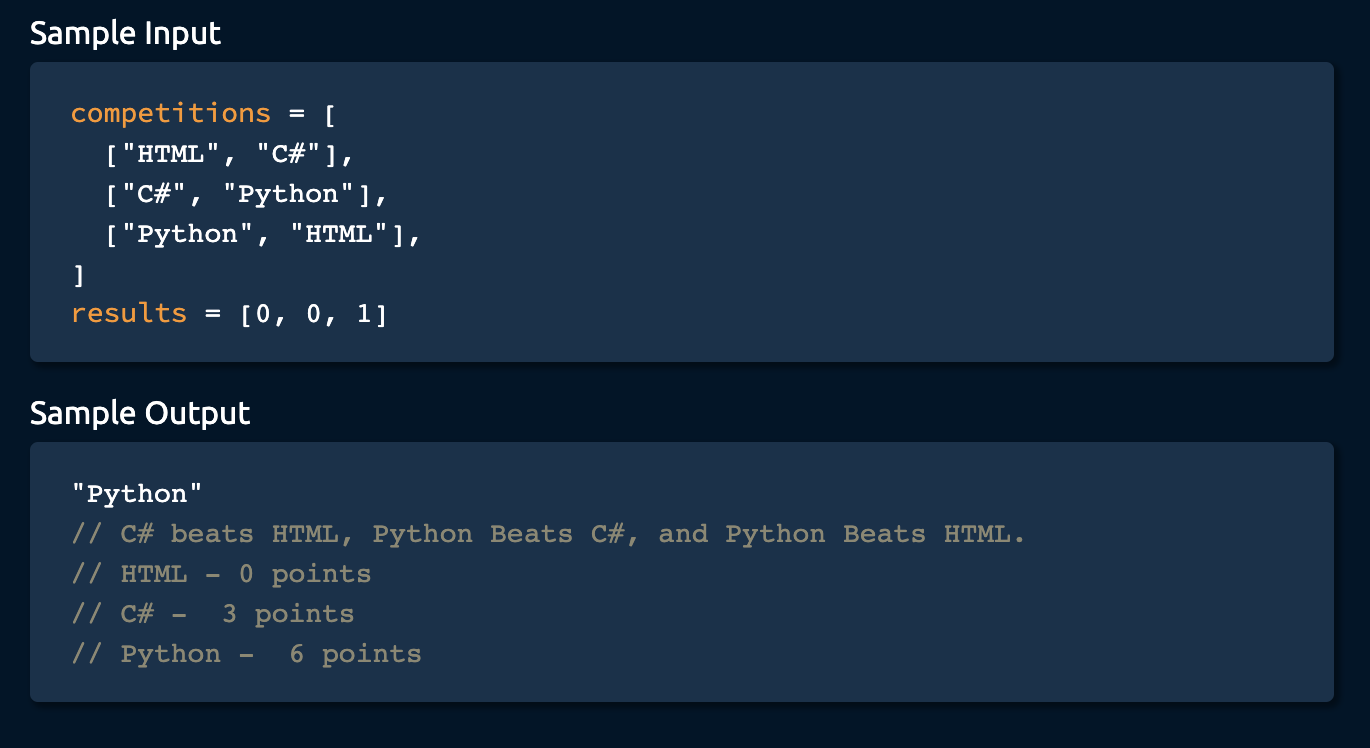 Sample Input
competitions = [
  ["HTML", "C#"],
  ["C#", "Python"],
  ["Python", "HTML"],
]
results = [0, 0, 1]
Sample Output
"Python"
// C# beats HTML, Python Beats C#, and Python Beats HTML.
// HTML - 0 points
// C# -  3 points
// Python -  6 points